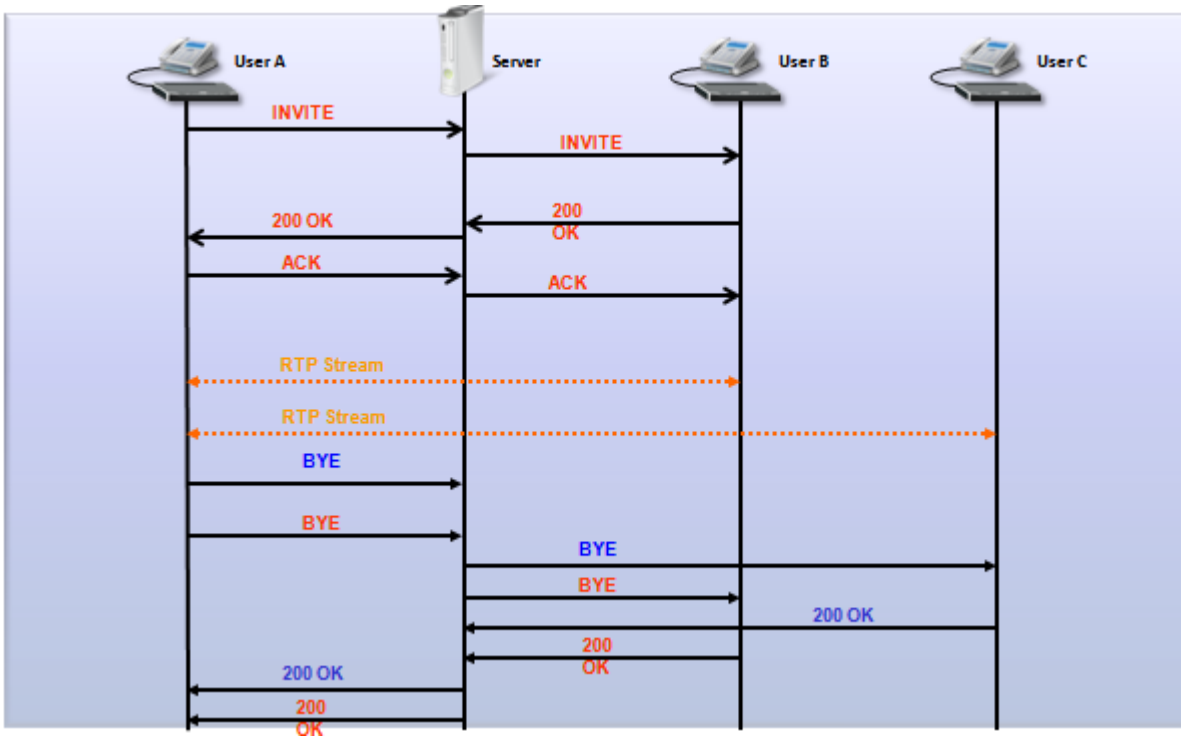 User A
Server
User B
User C
INVITE
INVITE
200 OK
200
OK
ACK
ACK
RTP Stream
RTP Stream
BYE
BYE
BYE
BYE
200 OK
200
OK
200 OK
200
OK